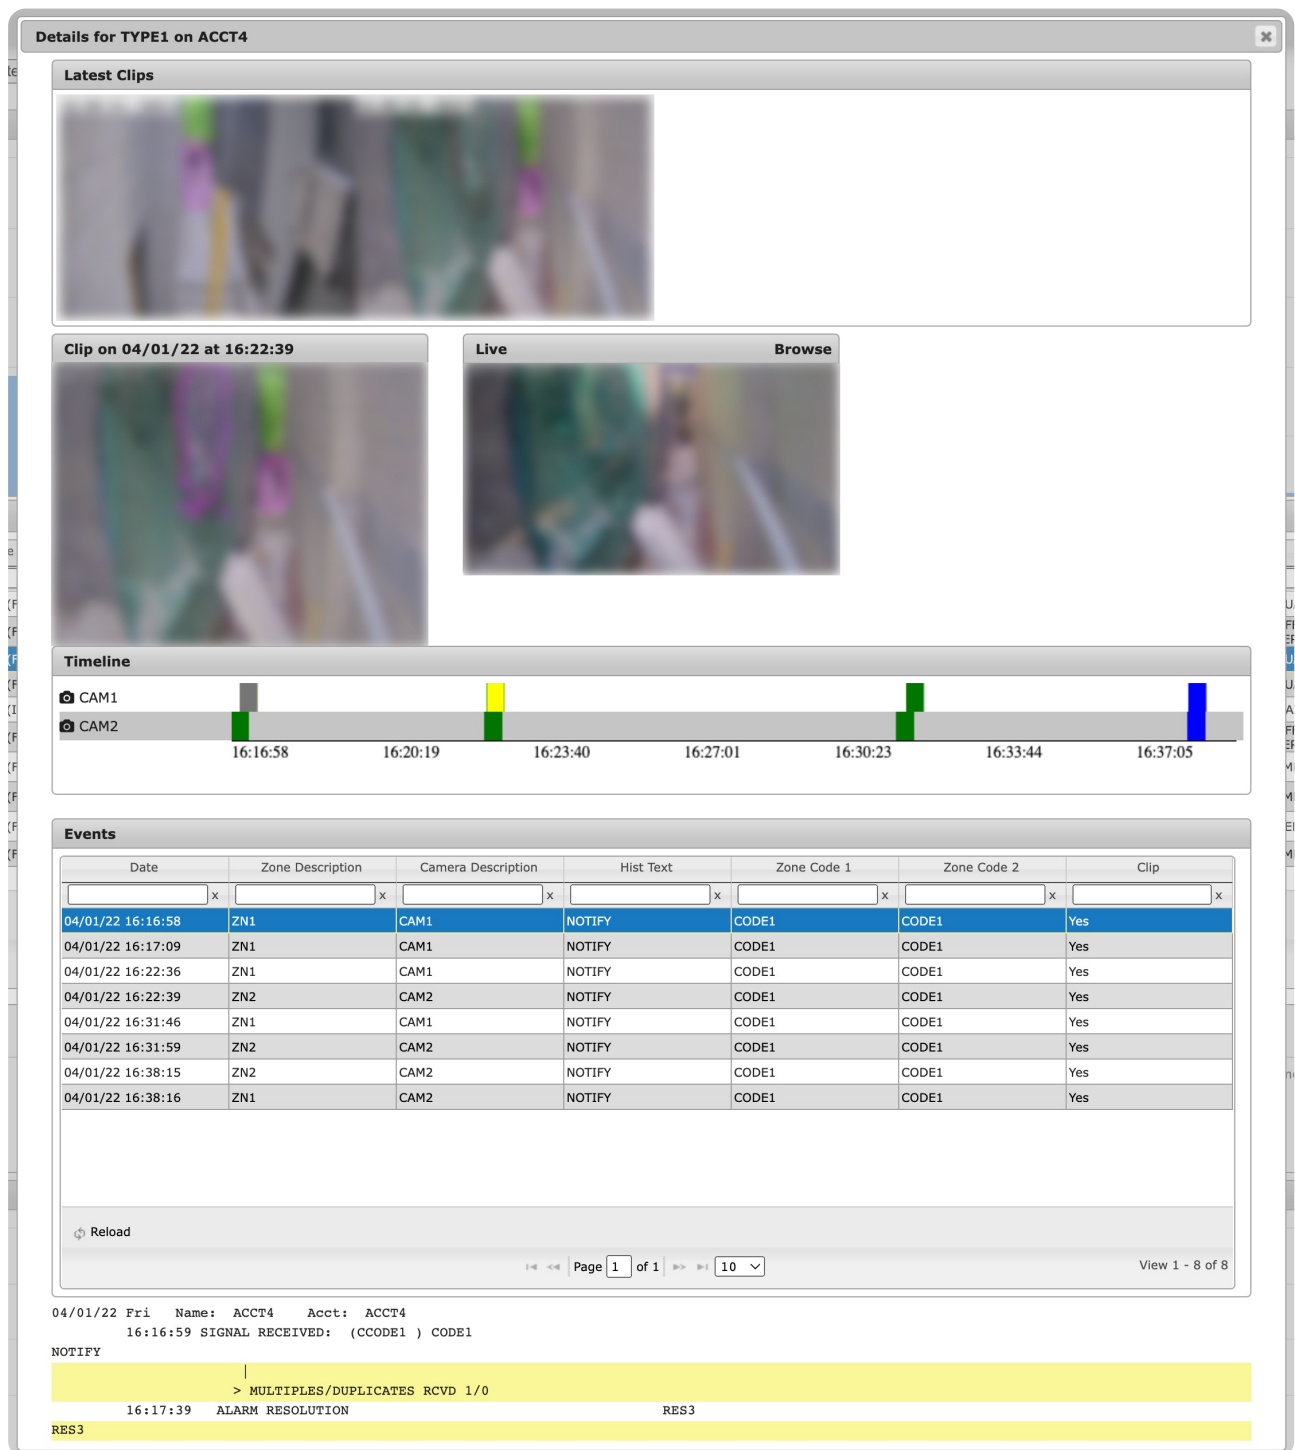 Details for TYPE1 on ACCT4
Latest Clips
Clip on 04/01/22 at 16:22:39
Live Browse
Timeline
CAM1
CAM2
16:16:58 16:20:19 16:23:40 16:27:01 16:30:23 16:33:44 16:37:05
Events
Date Zone Description Camera Description Hist Text Zone Code 1 Zone Code 2 Clip
x x x x x x x
04/01/22 16:16:58 ZN1 CAM1 NOTIFY CODE1 CODE1 Yes
04/01/22 16:17:09 ZN1 CAM1 NOTIFY CODE1 CODE1 Yes
04/01/22 16:22:36 ZN1 CAM1 NOTIFY CODE1 CODE1 Yes
04/01/22 16:22:39 ZN2 CAM2 NOTIFY CODE1 CODE1 Yes
04/01/22 16:31:46 ZN1 CAM1 NOTIFY CODE1 CODE1 Yes
04/01/22 16:31:59 ZN2 CAM2 NOTIFY CODE1 CODE1 Yes
04/01/22 16:38:15 ZN2 CAM2 NOTIFY CODE1 CODE1 Yes
04/01/22 16:38:16 ZN1 CAM2 NOTIFY CODE1 CODE1 Yes
Reload
Page 1 of 1 10 View 1 - 8 of 8
04/01/22 Fri Name: ACCT4 Acct: ACCT4
16:16:59 SIGNAL RECEIVED: (CCODE1 ) CODE1
NOTIFY
|
> MULTIPLES/DUPLICATES RCVD 1/0
16:17:39 ALARM RESOLUTION RES3
RES3